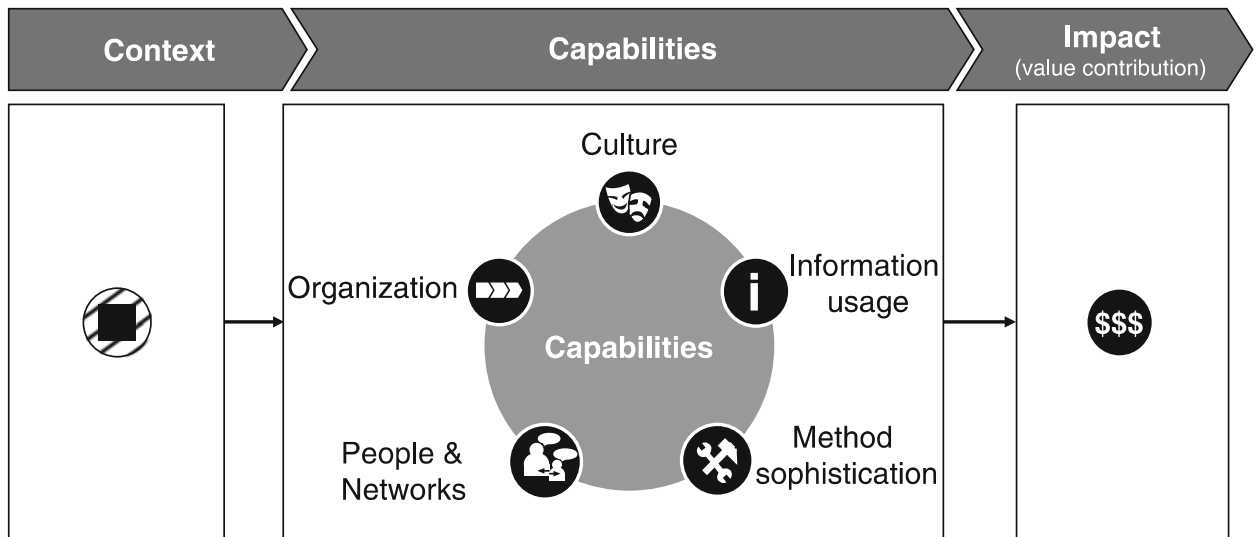 Context
Capabilities
Impact
(value contribution)
Culture
Organization
Information
usage
i
Capabilities
$$$
People &
Networks
Method
sophistication